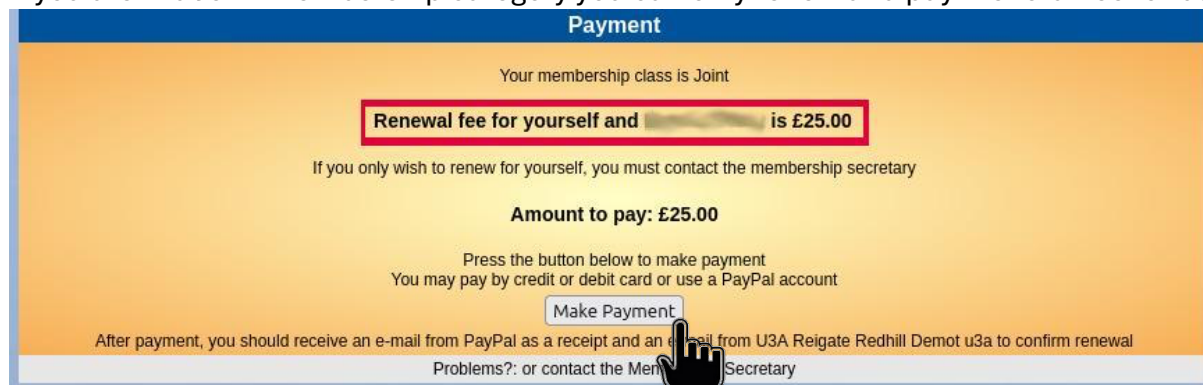 Payment
Your membership class is Joint
Renewal fee for yourself and is £25.00
If you only wish to renew for yourself, you must contact the membership secretary
Amount to pay: £25.00
Press the button below to make payment
You may pay by credit or debit card or use a PayPal account
Make Payment
After payment, you should receive an e-mail from PayPal as a receipt and an e-mail from U3A Reigate Redhill Demot u3a to confirm renewal
Problems?: or contact the Secretary